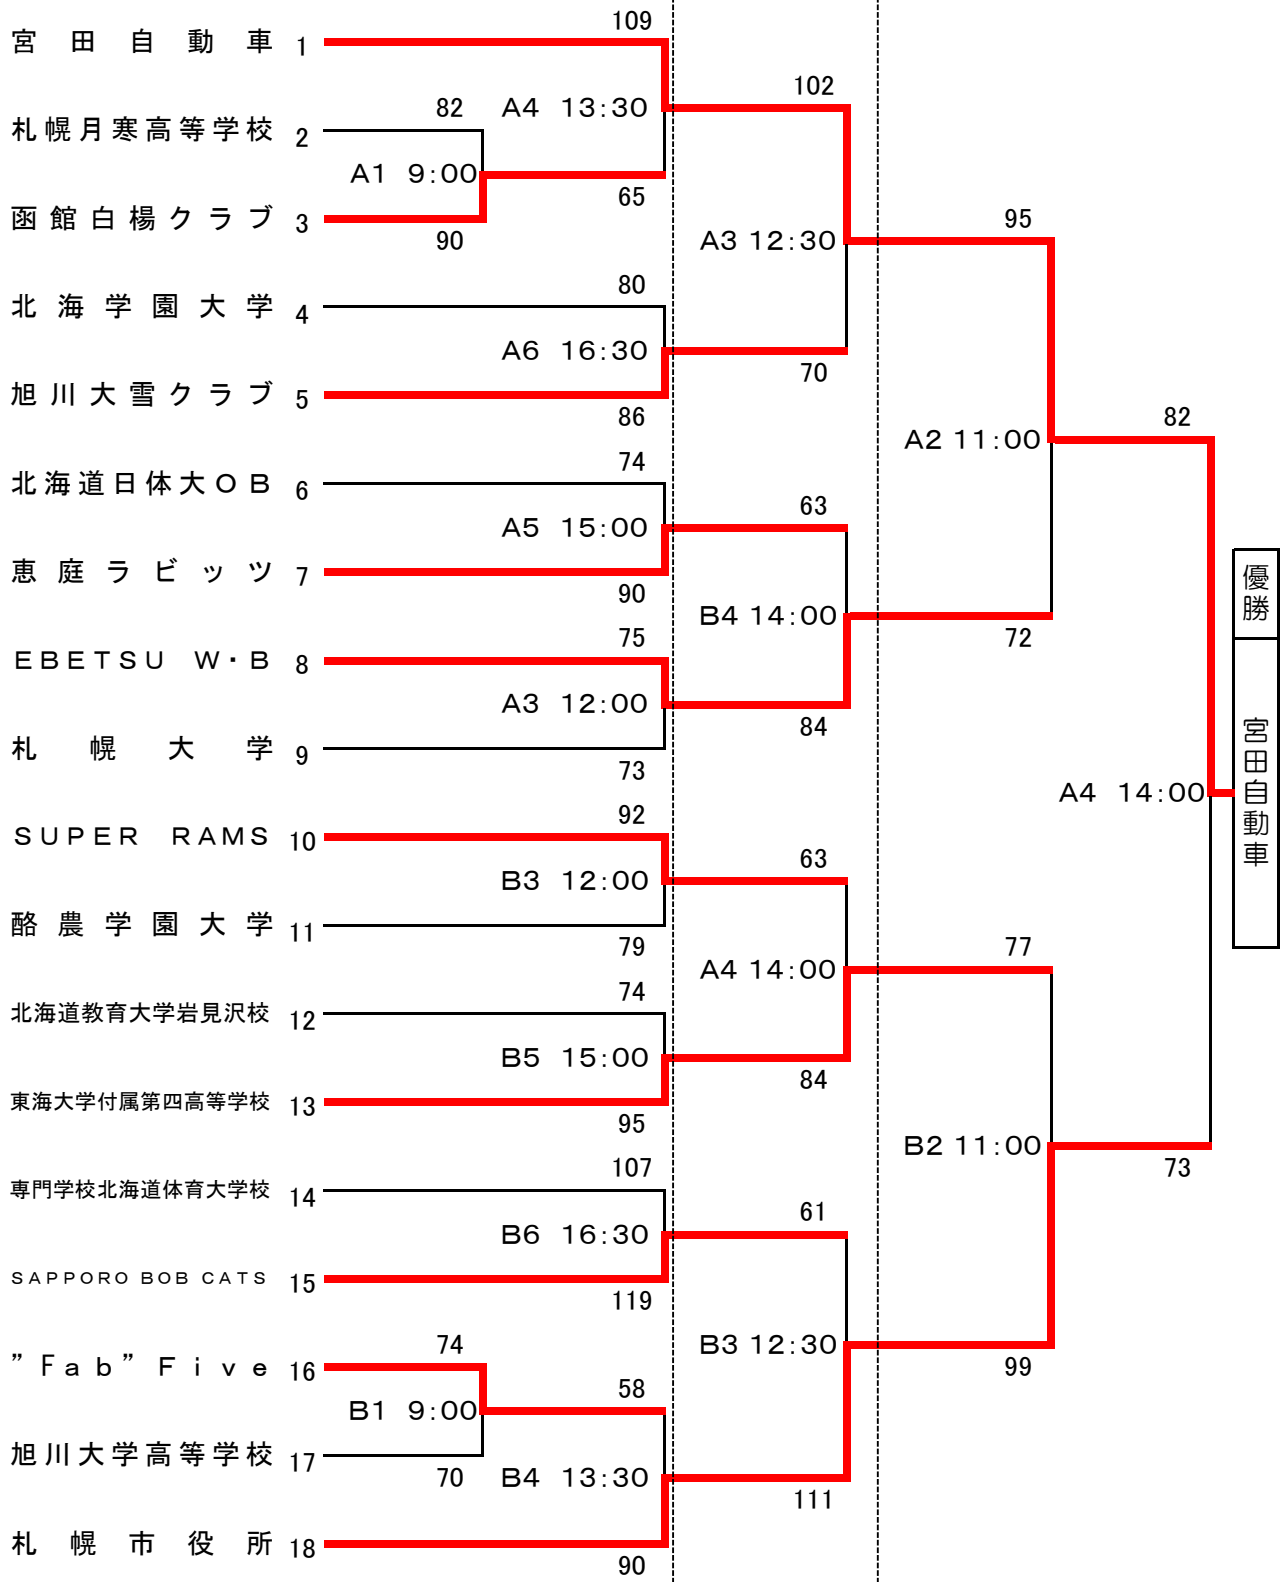 109
宮田自動車 1
102
82
A4 13:30
札幌月寒高等学校 2
A1 9:00
65
函館白楊クラブ 3
95
90
A3 12:30
80
北海学園大学 4
A6 16:30
70
旭川大雪クラブ 5
86
82
A2 11:00
74
北海道日体大OB 6
63
A5 15:00
恵庭ラビッツ 7
90
優勝
B4 14:00
75
72
EBETSU W・B 8
A3 12:00
84
札幌大学 9
73
宮田自動車
A4 14:00
92
SUPER RAMS 10
63
B3 12:00
酪農学園大学 11
79
77
A4 14:00
74
北海道教育大学岩見沢校 12
B5 15:00
84
東海大学付属第四高等学校 13
95
B2 11:00
107
73
専門学校北海道体育大学校 14
61
B6 16:30
SAPPORO BOB CATS 15
119
74
B3 12:30
”Fab”Five 16
99
58
B1 9:00
旭川大学高等学校 17
70
B4 13:30
111
札幌市役所 18
90